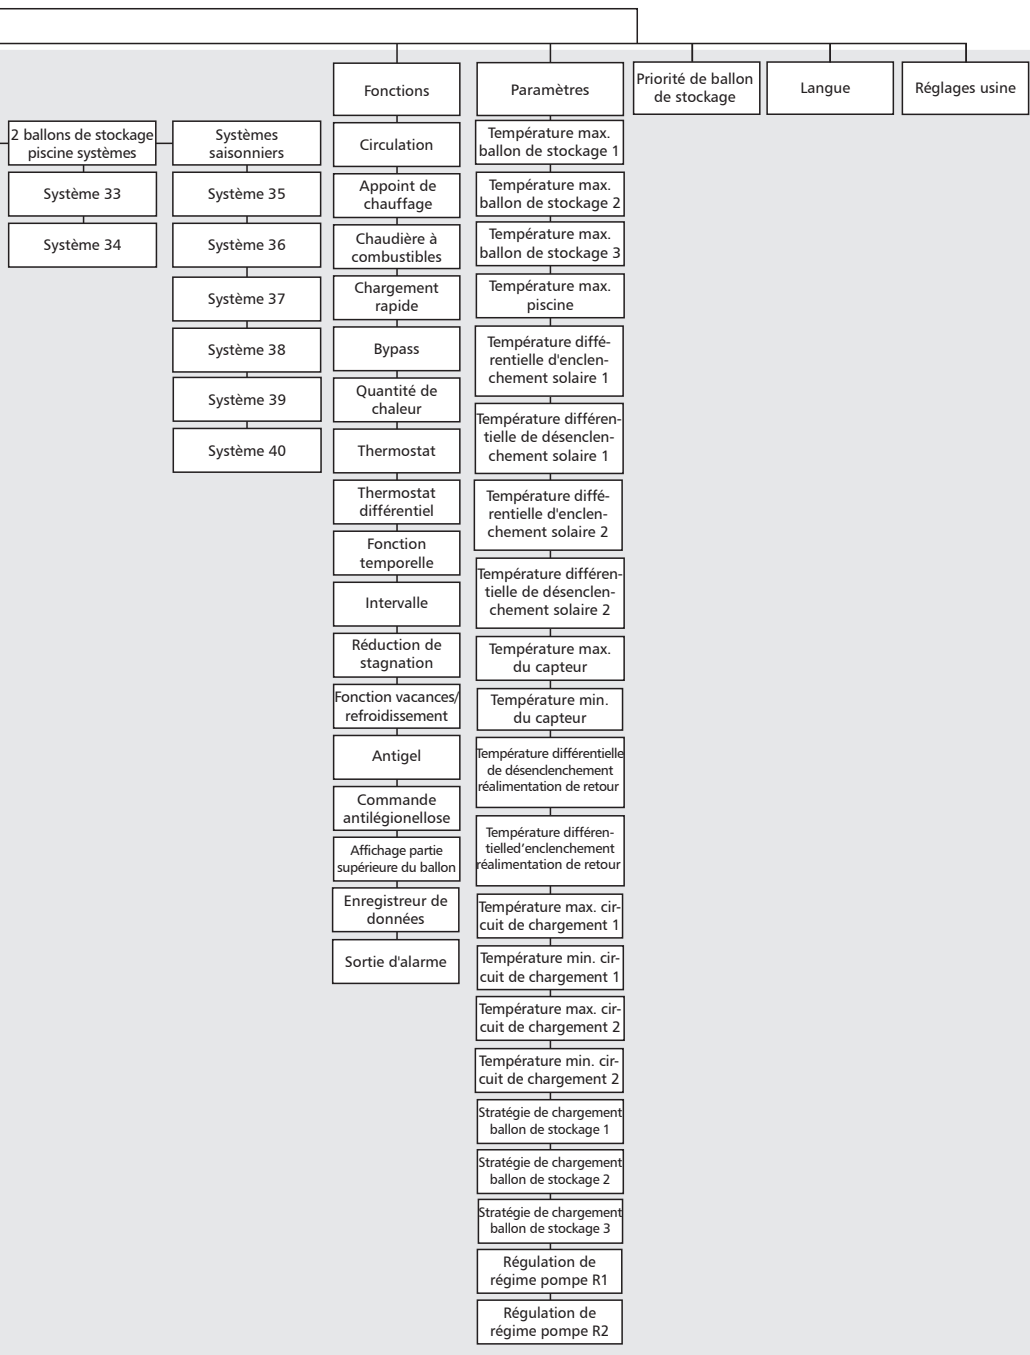 Fonctions
Paramètres
Priorité de ballon
de stockage
Langue
Réglages usine
2 ballons de stockage
piscine systèmes
Système 33
Système 34
Systèmes
saisonniers
Système 35
Système 36
Système 37
Système 38
Système 39
Système 40
Circulation
Appoint de
chauffage
Chaudière à
combustibles
Chargement
rapide
Bypass
Quantité de
chaleur
Thermostat
Thermostat
différentiel
Fonction
temporelle
Intervalle
Réduction de
stagnation
Fonction vacances/
refroidissement
Antigel
Commande
antilégionellose
Affichage partie
supérieure du ballon
Enregistreur de
données
Sortie d'alarme
Température max.
ballon de stockage 1
Température max.
ballon de stockage 2
Température max.
ballon de stockage 3
Température max.
piscine
Température diffé-
rentielle d'enclen-
chement solaire 1
Température différen-
tielle de désenclen-
chement solaire 1
Température diffé-
rentielle d'enclen-
chement solaire 2
Température différen-
tielle de désenclen-
chement solaire 2
Température max.
du capteur
Température min.
du capteur
Température différentielle
de désenclenchement
réalimentation de retour
Température différen-
tielled’enclenchement
réalimentation de retour
Température max. cir-
cuit de chargement 1
Température min. cir-
cuit de chargement 1
Température max. cir-
cuit de chargement 2
Température min. cir-
cuit de chargement 2
Stratégie de chargement
ballon de stockage 1
Stratégie de chargement
ballon de stockage 2
Stratégie de chargement
ballon de stockage 3
Régulation de
régime pompe R1
Régulation de
régime pompe R2